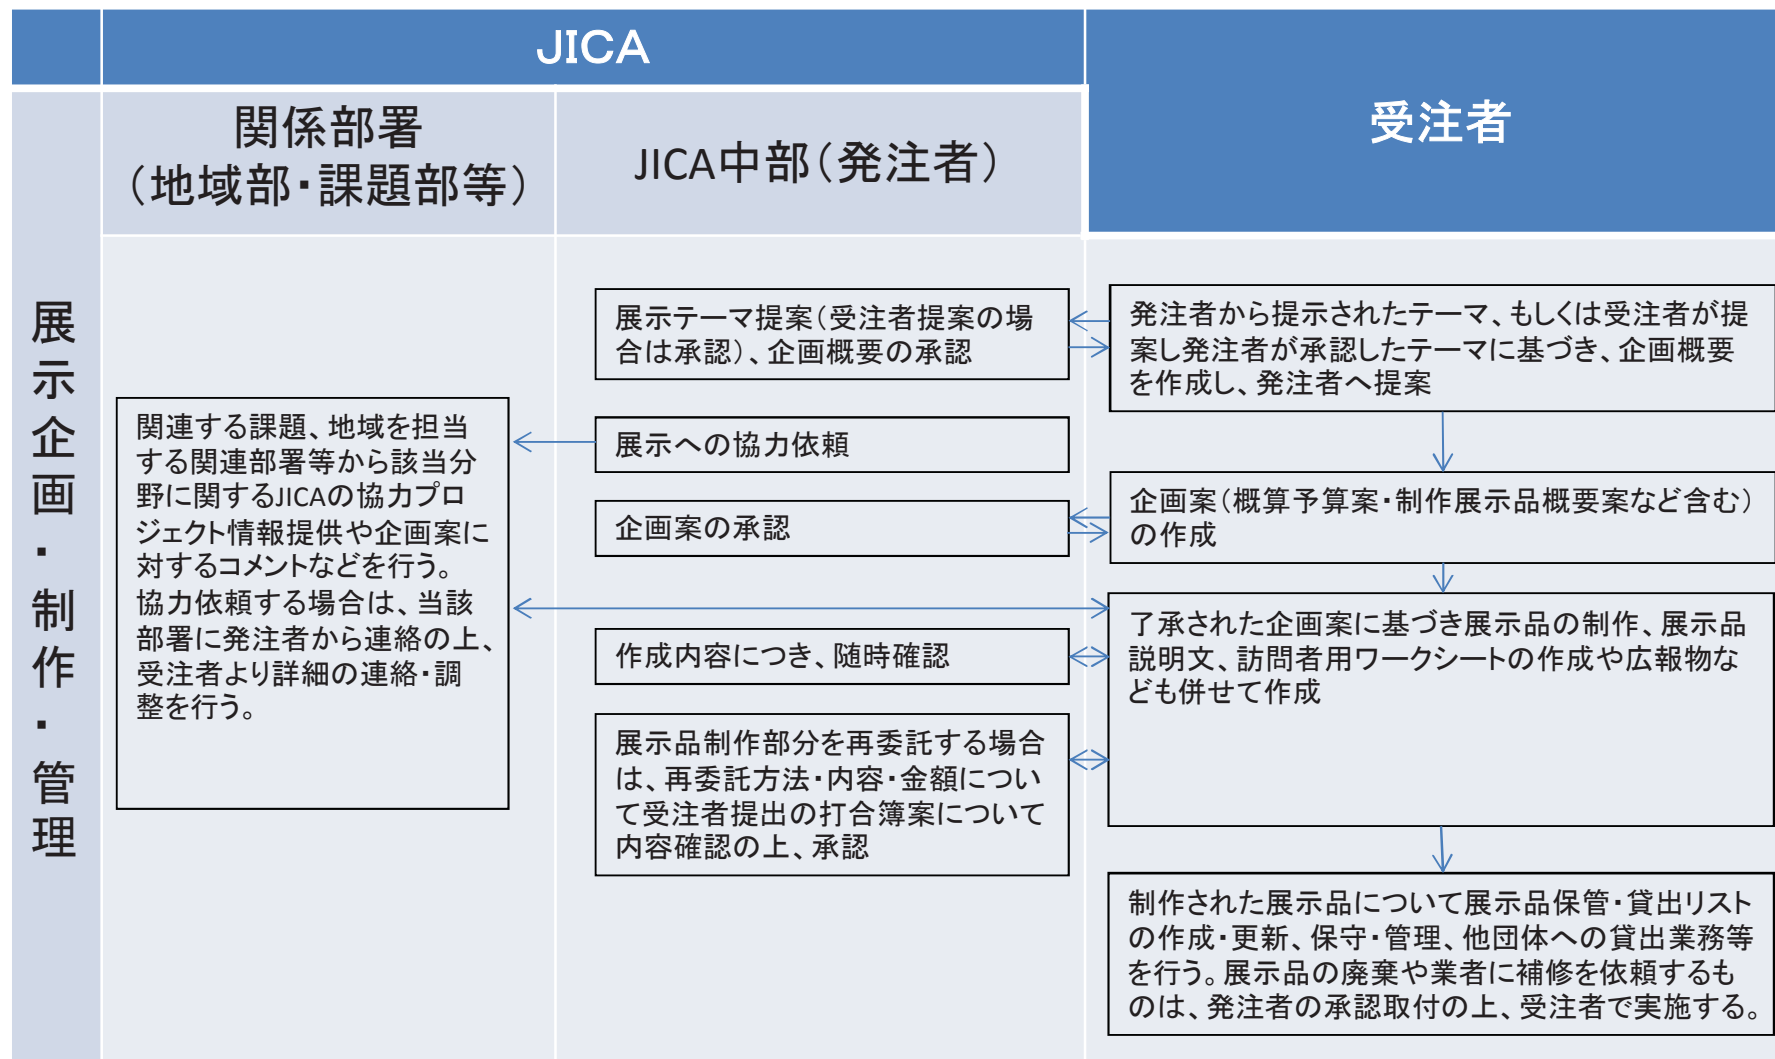 JICA
受注者
関係部署
（地域部・課題部等）
JICA中部（発注者）
展示企画・制作・管理
展示テーマ提案（受注者提案の場
合は承認）、企画概要の承認
発注者から提示されたテーマ、もしくは受注者が提
案し発注者が承認したテーマに基づき、企画概要
を作成し、発注者へ提案
関連する課題、地域を担当
する関連部署等から該当分
野に関するJICAの協力プロ
ジェクト情報提供や企画案に
対するコメントなどを行う。
協力依頼する場合は、当該
部署に発注者から連絡の上、
受注者より詳細の連絡・調
整を行う。
展示への協力依頼
企画案の承認
企画案（概算予算案・制作展示品概要案など含む）
の作成
作成内容につき、随時確認
了承された企画案に基づき展示品の制作、展示品
説明文、訪問者用ワークシートの作成や広報物な
ども併せて作成
展示品制作部分を再委託する場合
は、再委託方法・内容・金額につい
て受注者提出の打合簿案について
内容確認の上、承認
制作された展示品について展示品保管・貸出リスト
の作成・更新、保守・管理、他団体への貸出業務等
を行う。展示品の廃棄や業者に補修を依頼するも
のは、発注者の承認取付の上、受注者で実施する。